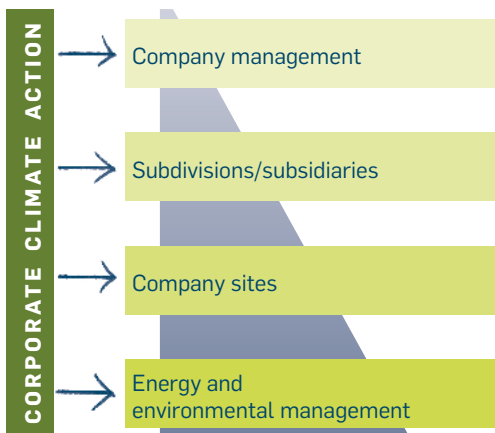 CORPORATE CLIMATE ACTION
Company management
Subdivisions/subsidiaries
Company sites
Energy and
environmental management